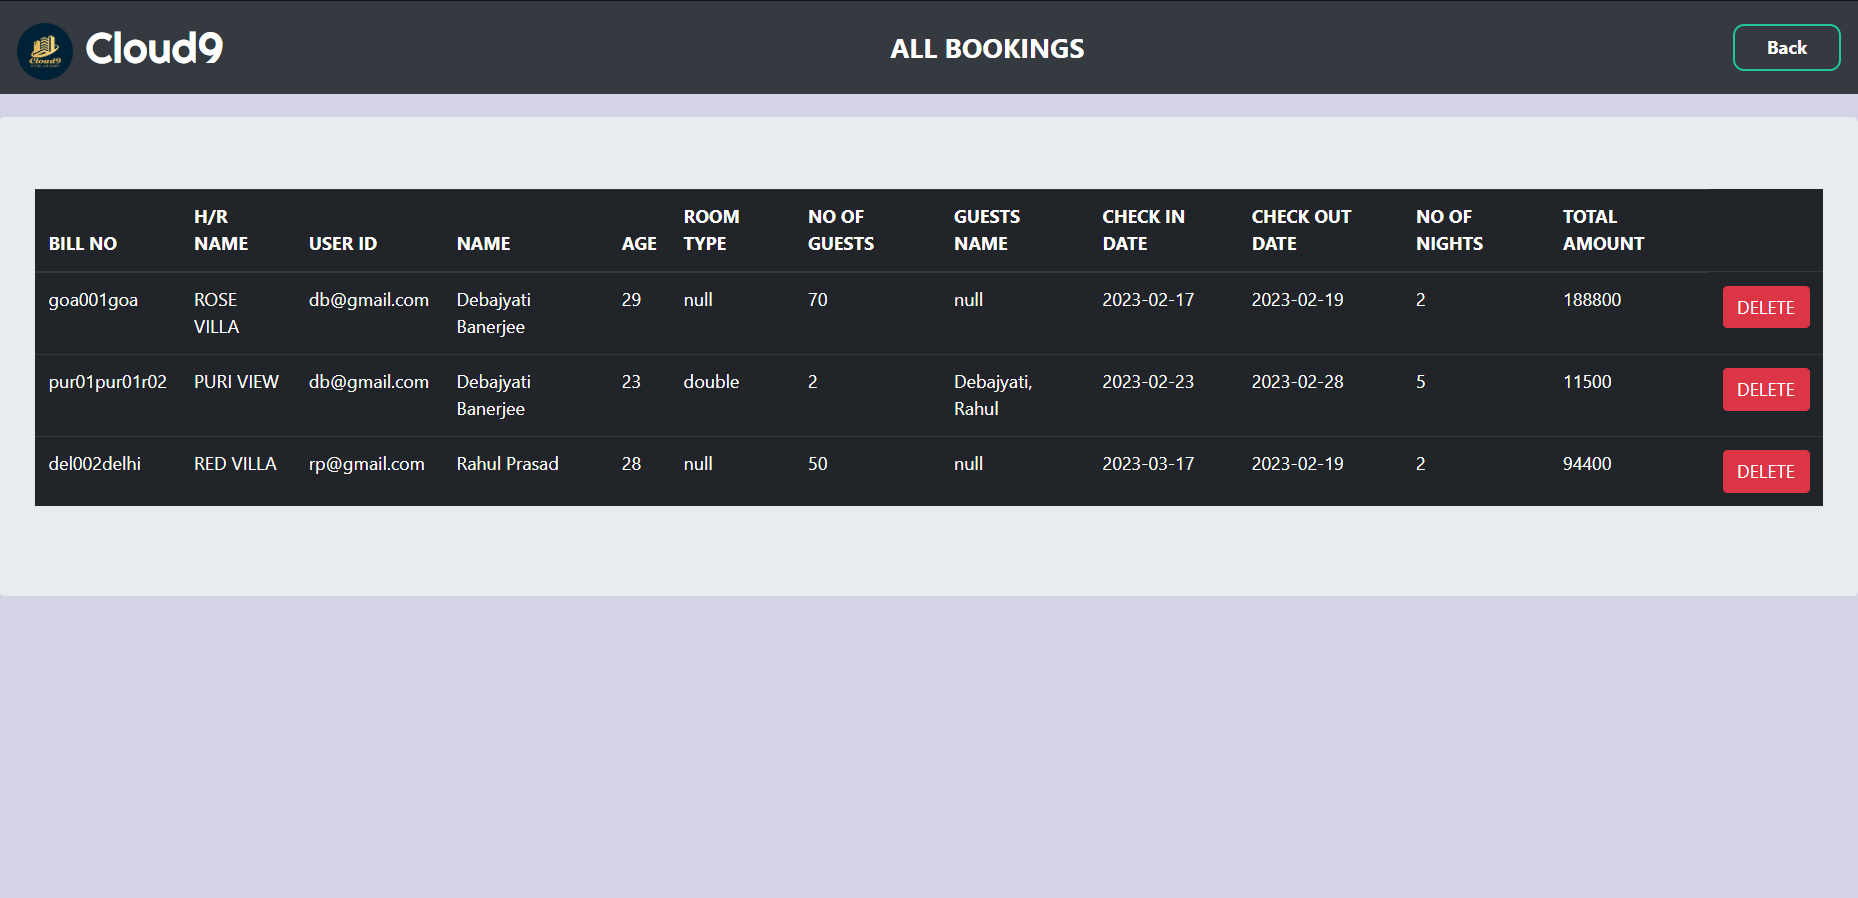 Cloud9
Cloud9
ALL BOOKINGS
Back
BILL NO
H/R
NAME
USER ID
NAME
AGE
ROOM
TYPE
NO OF
GUESTS
GUESTS
NAME
CHECK IN
DATE
CHECK OUT
DATE
NO OF
NIGHTS
TOTAL
AMOUNT
goa001goa
ROSE
VILLA
db@gmail.com
Debajyati
Banerjee
29
null
70
null
2023-02-17
2023-02-19
2
188800
DELETE
pur01pur01r02
PURI VIEW
db@gmail.com
Debajyati
Banerjee
23
double
2
Debajyati,
Rahul
2023-02-23
2023-02-28
5
11500
DELETE
del002delhi
RED VILLA
rp@gmail.com
Rahul Prasad
28
null
50
null
2023-03-17
2023-02-19
2
94400
DELETE